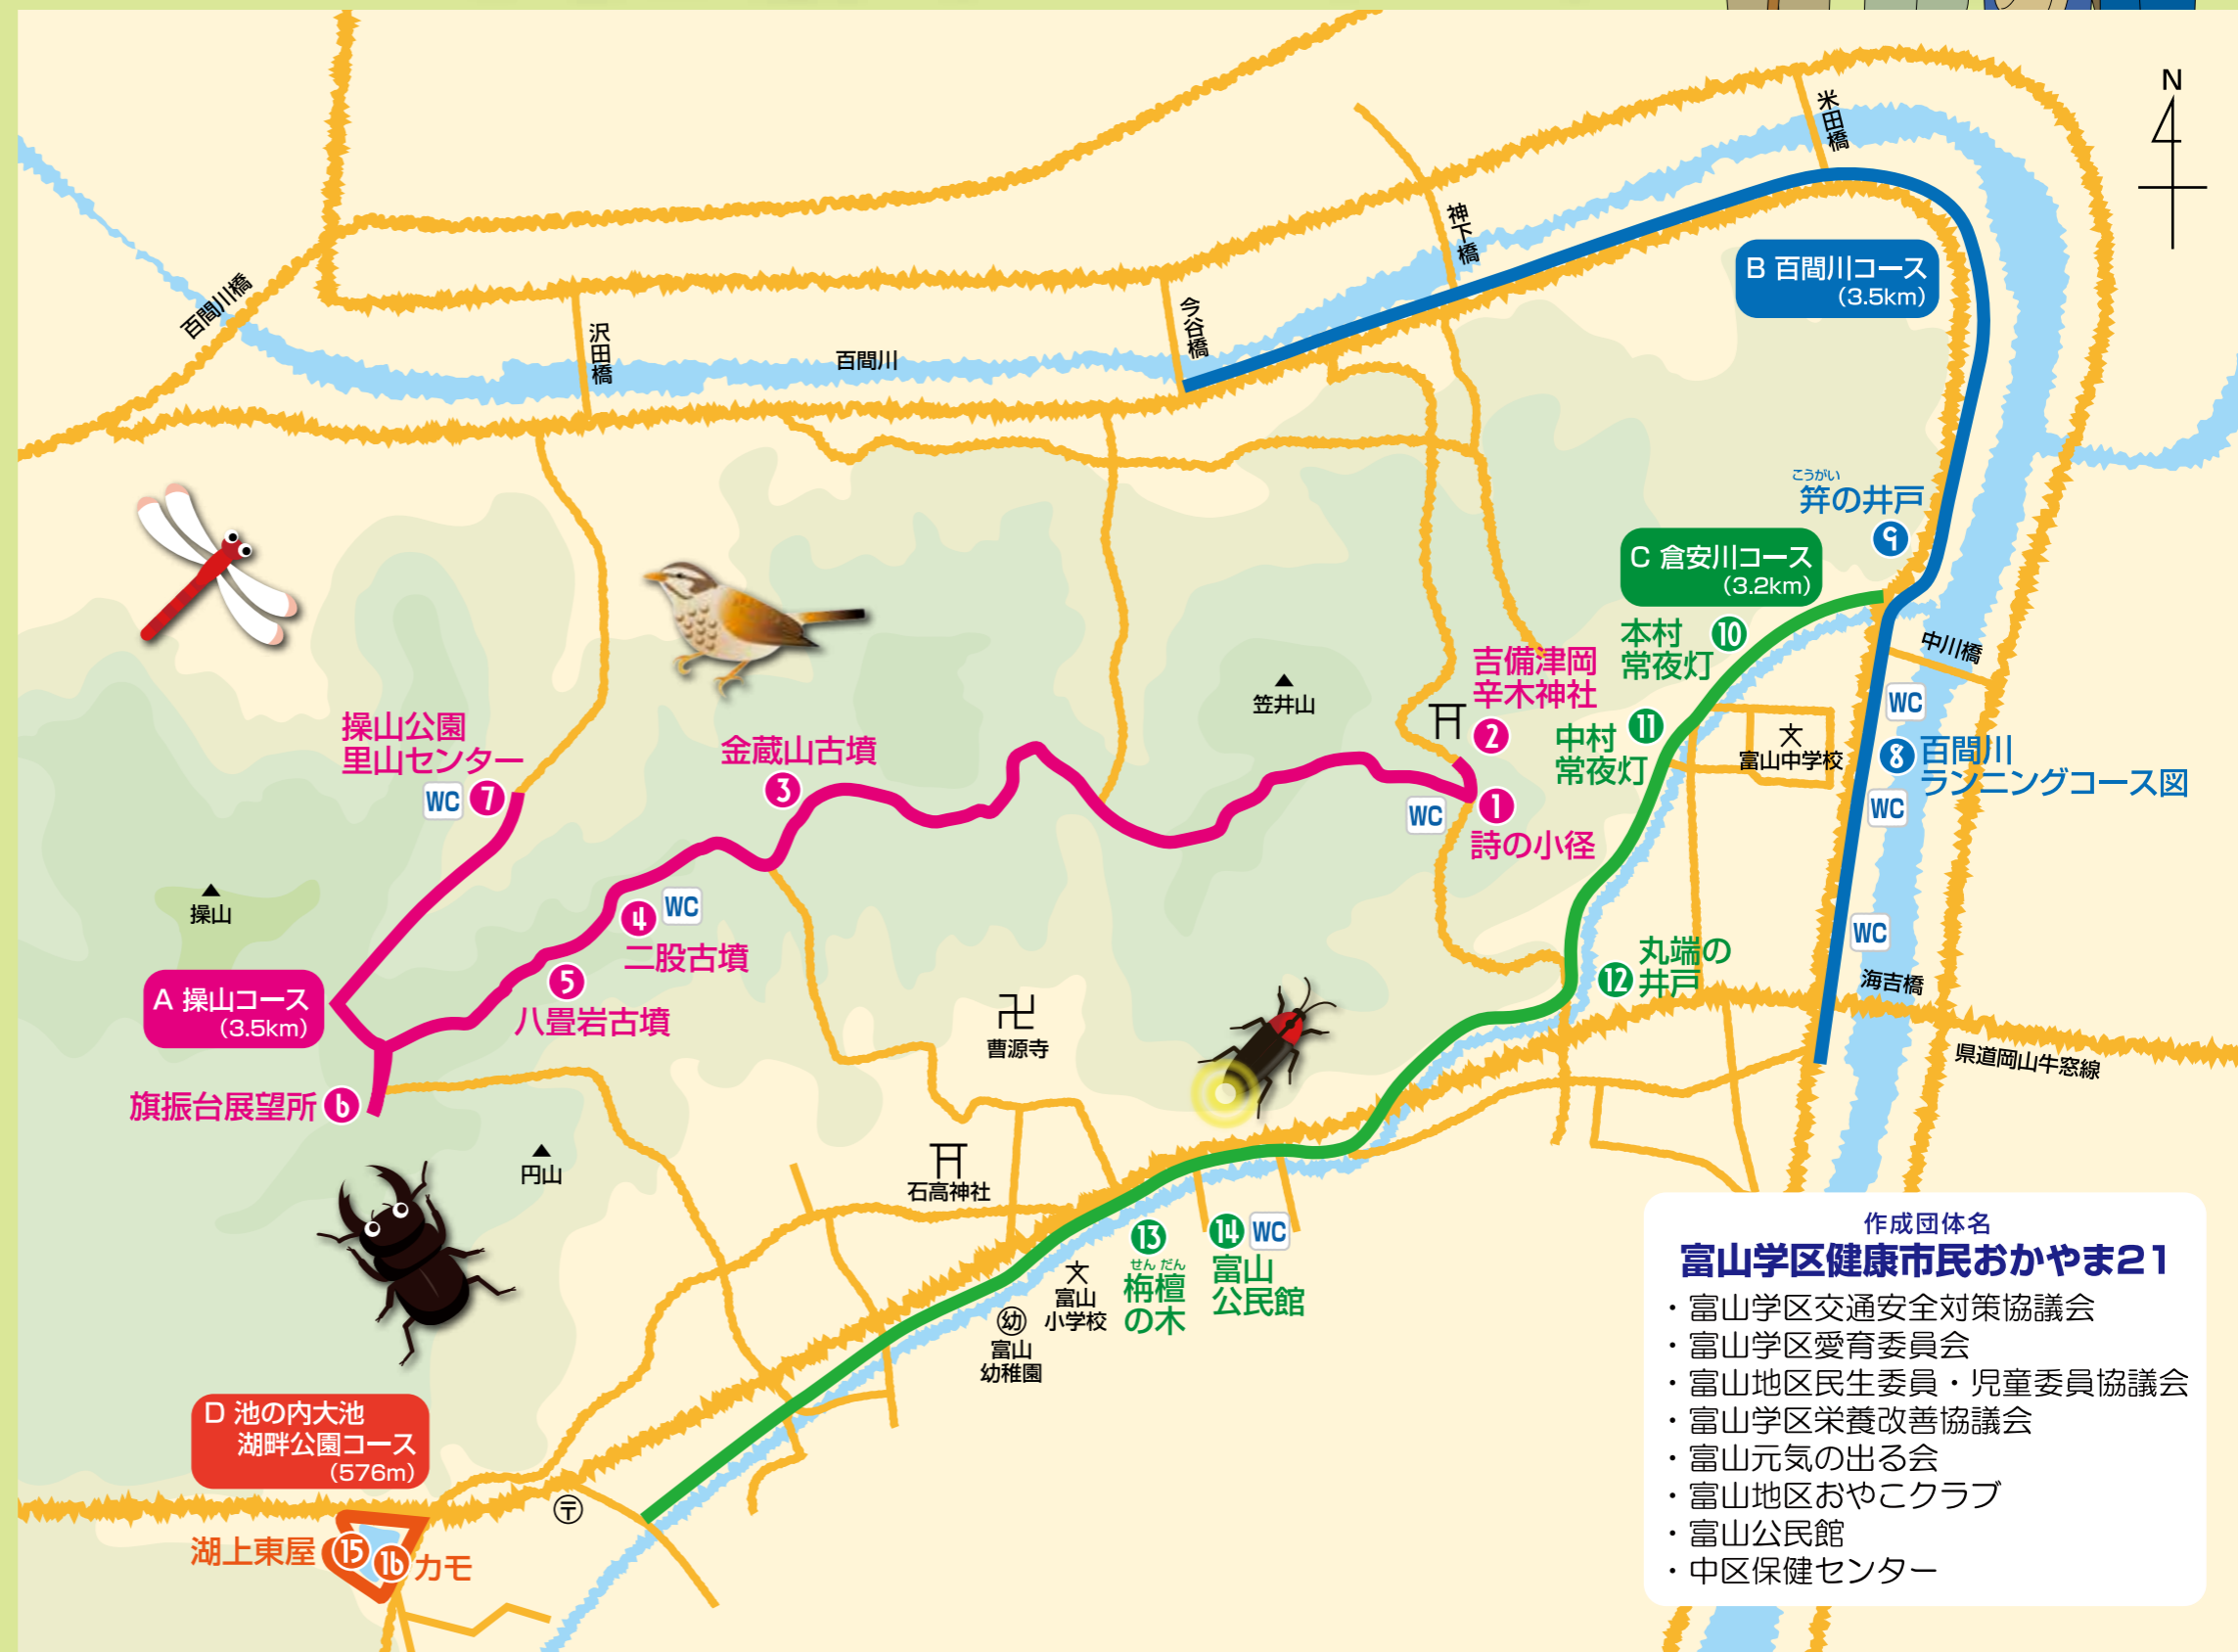 N
米田橋
神下橋
今谷橋
百間川橋
沢田橋
百間川
B 百間川コース
(3.5km)
こうがい
笄の井戸
9
C 倉安川コース
(3.2km)
本村
常夜灯
10
中川橋
吉備津岡
辛木神社
2
中村
常夜灯
11
文
富山中学校
WC
8
百間川
ランニングコース図
WC
笠井山
操山公園
里山センター
WC
7
金蔵山古墳
3
WC
1
詩の小径
操山
4
WC
二股古墳
5
八畳岩古墳
丸端の
井戸
12
WC
海吉橋
県道岡山牛窓線
A 操山コース
(3.5km)
卍
曹源寺
旗振台展望所
6
円山
石高神社
13
せんだん
栴檀
の木
14
WC
富山
公民館
文
富山
小学校
幼
富山
幼稚園
D 池の内大池
湖畔公園コース
(576m)
〒
湖上東屋
15
16
カモ
作成団体名
富山学区健康市民おかやま21
・富山学区交通安全対策協議会
・富山学区愛育委員会
・富山地区民生委員・児童委員協議会
・富山学区栄養改善協議会
・富山元気の出る会
・富山地区おやこクラブ
・富山公民館
・中区保健センター